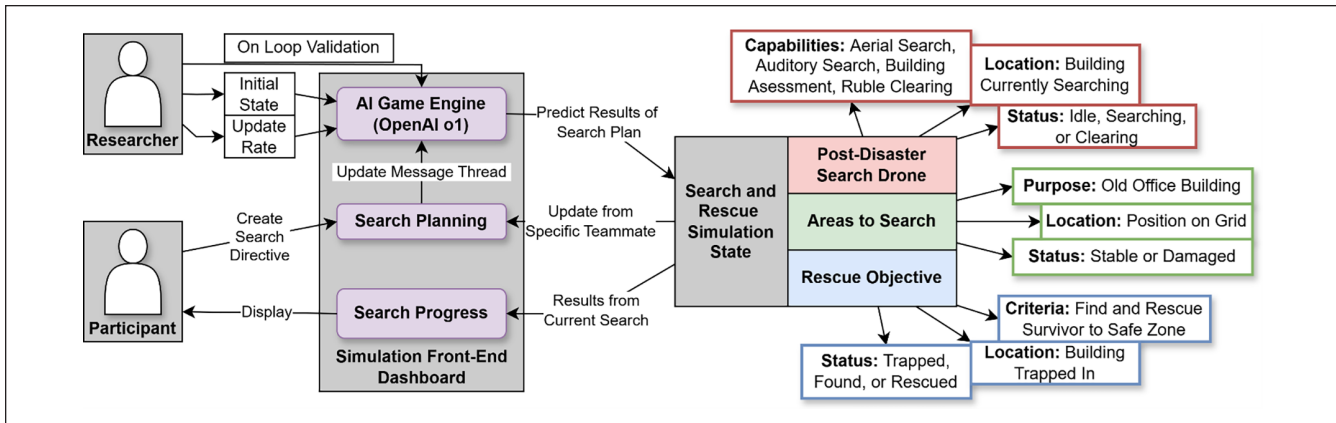 On Loop Validation
Initial
State
Update
Rate
Researcher
AI Game Engine
(OpenAI o1)
Update Message Thread
Search Planning
Create
Search
Directive
Participant
Display
Search Progress
Simulation Front-End
Dashboard
Predict Results of
Search Plan
Update from
Specific Teammate
Results from
Current Search
Search and
Rescue
Simulation
State
Post-Disaster
Search Drone
Areas to Search
Rescue Objective
Capabilities: Aerial Search,
Auditory Search, Building
Asessment, Ruble Clearing
Location: Building
Currently Searching
Status: Idle, Searching,
or Clearing
Purpose: Old Office Building
Location: Position on Grid
Status: Stable or Damaged
Criteria: Find and Rescue
Survivor to Safe Zone
Location: Building
Trapped In
Status: Trapped,
Found, or Rescued